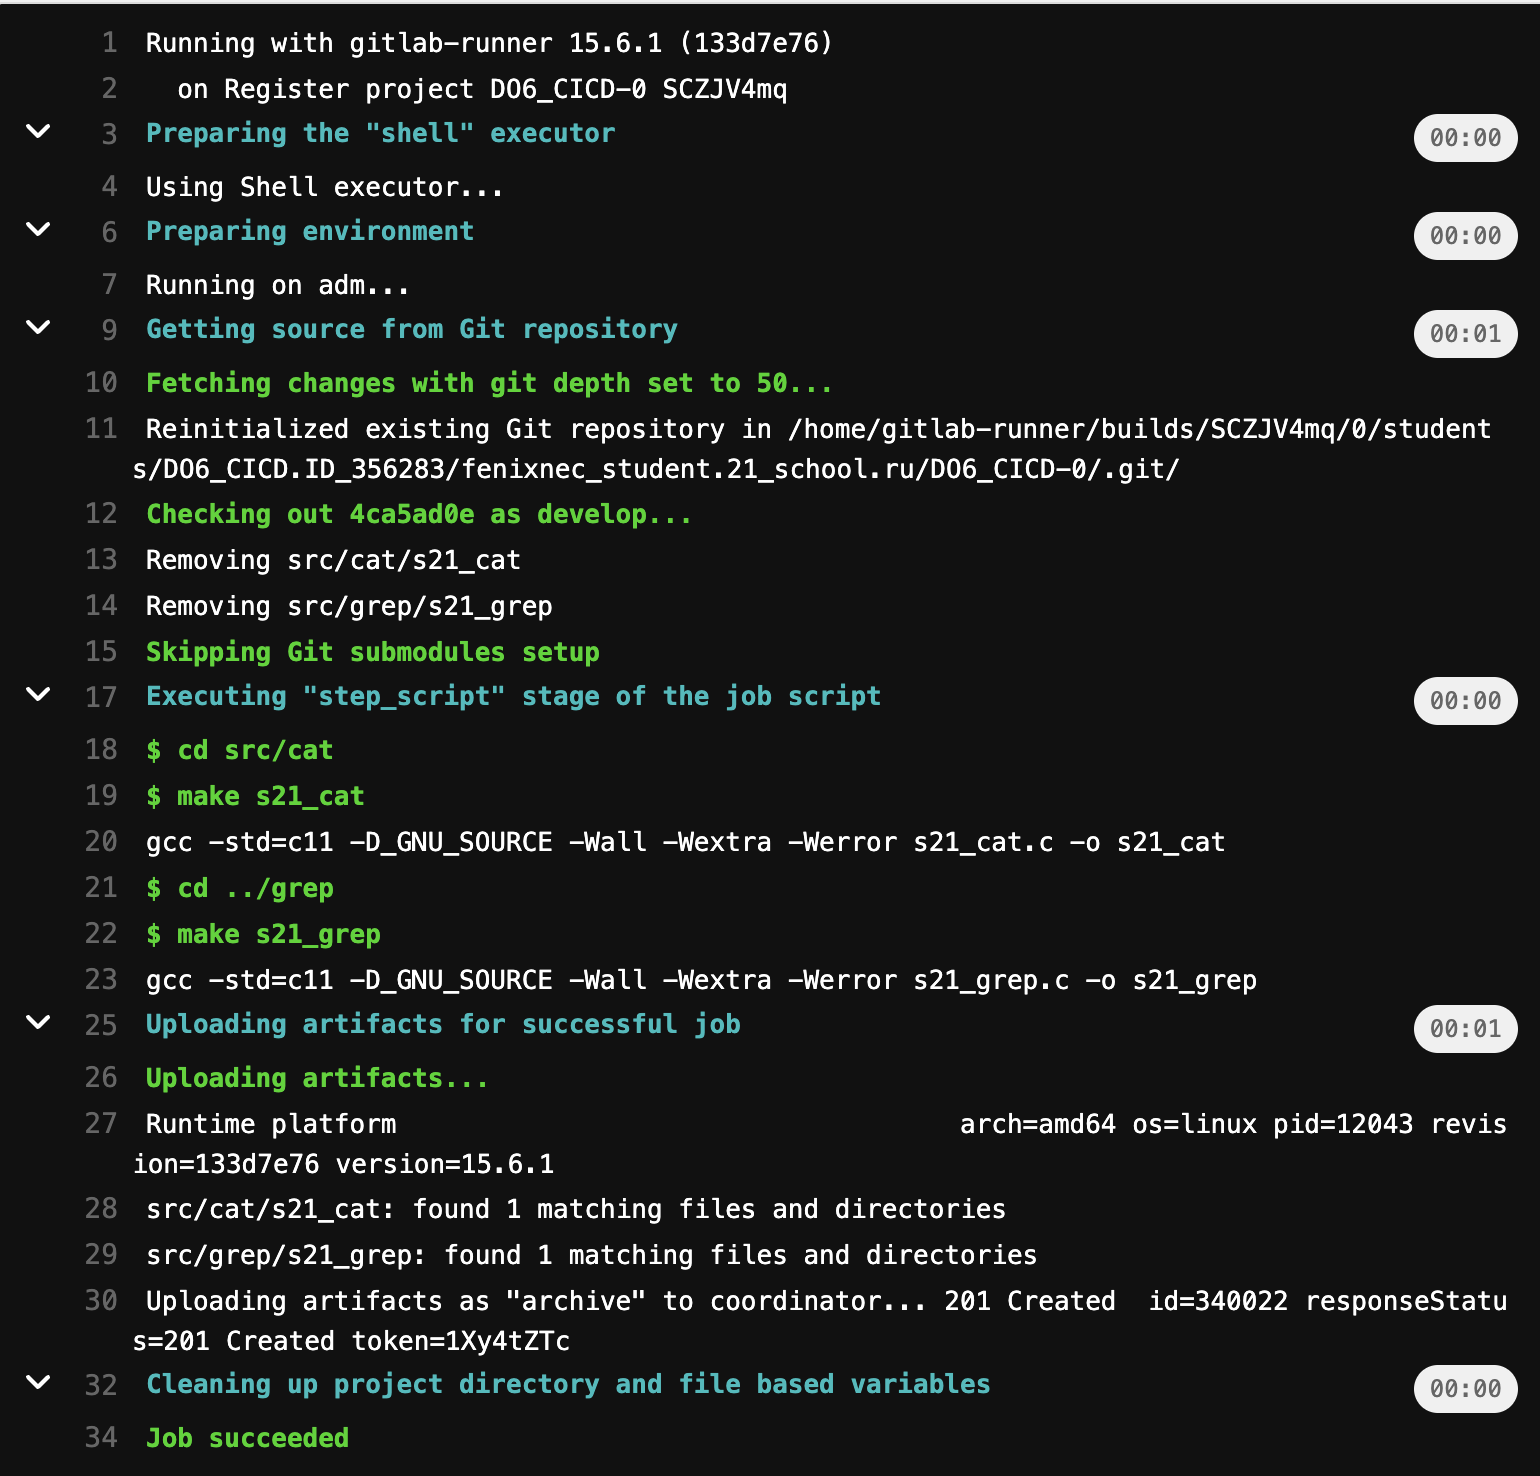 1 Running with gitlab-runner 15.6.1 (133d7e76)
2 on Register project DO6_CICD-0 SCZJV4mq
3 Preparing the "shell" executor 00:00
4 Using Shell executor...
6 Preparing environment 00:00
7 Running on adm...
9 Getting source from Git repository 00:01
10 Fetching changes with git depth set to 50...
11 Reinitialized existing Git repository in /home/gitlab-runner/builds/SCZJV4mq/0/student
s/DO6_CICD.ID_356283/fenixnec_student.21_school.ru/DO6_CICD-0/.git/
12 Checking out 4ca5ad0e as develop...
13 Removing src/cat/s21_cat
14 Removing src/grep/s21_grep
15 Skipping Git submodules setup
17 Executing "step_script" stage of the job script 00:00
18 $ cd src/cat
19 $ make s21_cat
20 gcc -std=c11 -D_GNU_SOURCE -Wall -Wextra -Werror s21_cat.c -o s21_cat
21 $ cd ../grep
22 $ make s21_grep
23 gcc -std=c11 -D_GNU_SOURCE -Wall -Wextra -Werror s21_grep.c -o s21_grep
25 Uploading artifacts for successful job 00:01
26 Uploading artifacts...
27 Runtime platform arch=amd64 os=linux pid=12043 revis
ion=133d7e76 version=15.6.1
28 src/cat/s21_cat: found 1 matching files and directories
29 src/grep/s21_grep: found 1 matching files and directories
30 Uploading artifacts as "archive" to coordinator... 201 Created id=340022 responseStatu
s=201 Created token=1Xy4tZTc
32 Cleaning up project directory and file based variables 00:00
34 Job succeeded